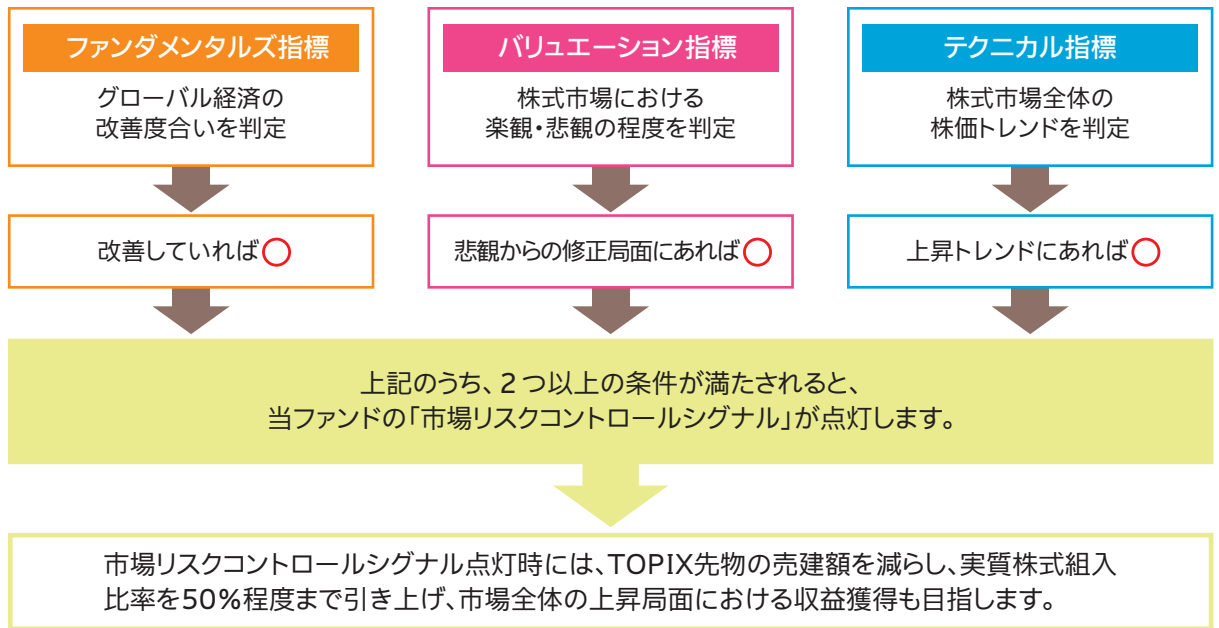 ファンダメンタルズ指標
グローバル経済の
改善度合いを判定
改善していれば○
バリュエーション指標
株式市場における
楽観・悲観の程度を判定
悲観からの修正局面にあれば○
テクニカル指標
株式市場全体の
株価トレンドを判定
上昇トレンドにあれば○
上記のうち、2つ以上の条件が満たされると、
当ファンドの「市場リスクコントロールシグナル」が点灯します。
市場リスクコントロールシグナル点灯時には、TOPIX先物の売建額を減らし、実質株式組入
比率を50%程度まで引き上げ、市場全体の上昇局面における収益獲得も目指します。